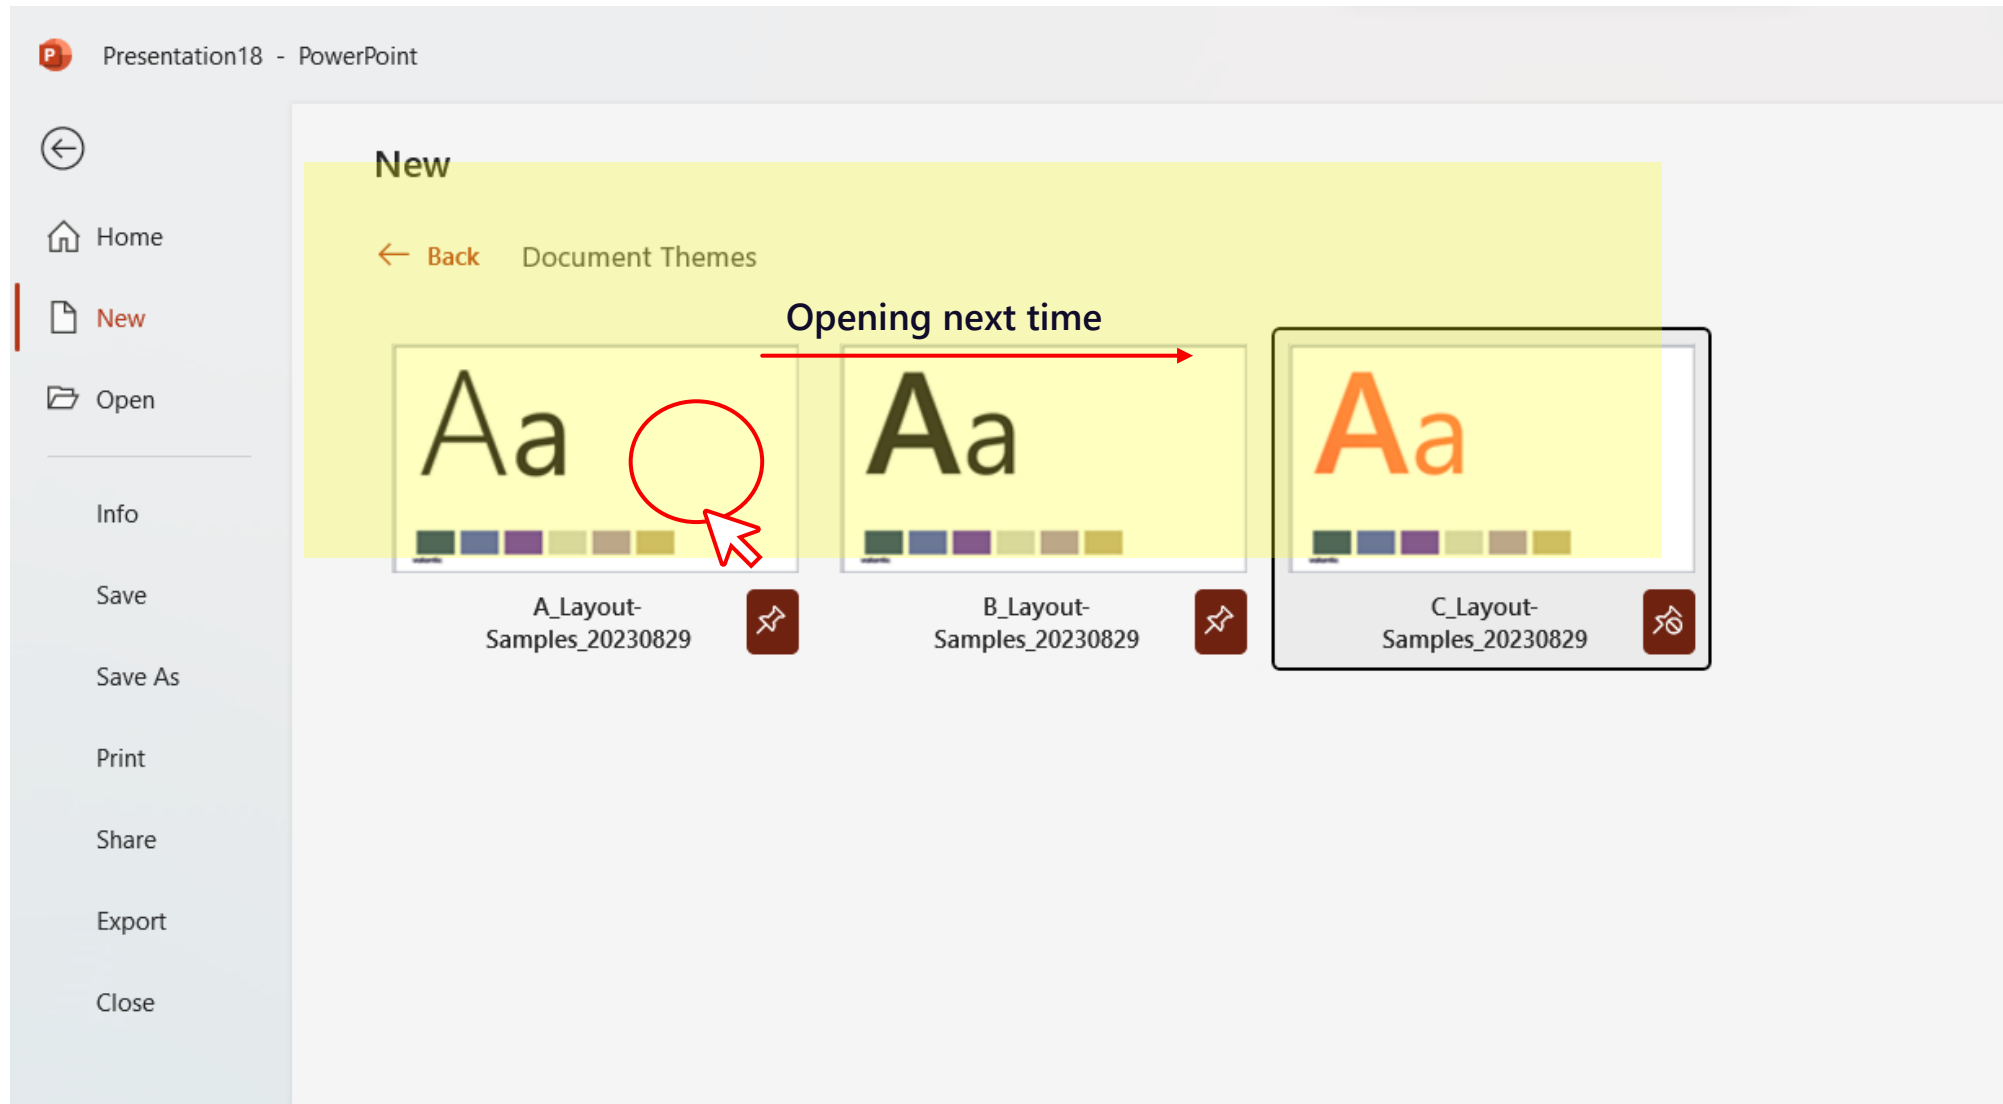 Presentation18 - PowerPoint
New
Home
← Back Document Themes
New
Opening next time
Open
Aa
Aa
Aa
Info
Save
A_Layout-
Samples_20230829
B_Layout-
Samples_20230829
C_Layout-
Samples_20230829
Save As
Print
Share
Export
Close